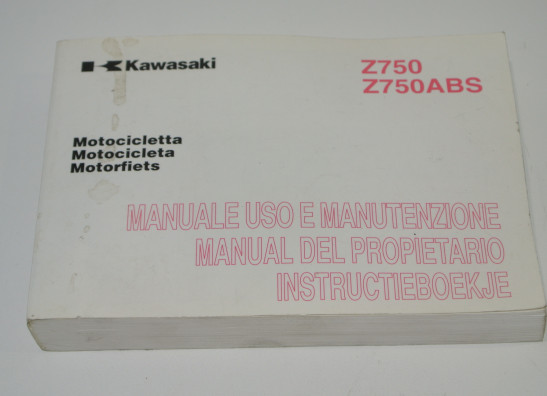 Kawasaki
Z750
Z750ABS
Motocicletta
Motocicleta
Motorfiets
MANUALE USO E MANUTENZIONE
MANUAL DEL PROPIETARIO
INSTRUCTIEBOEKJE